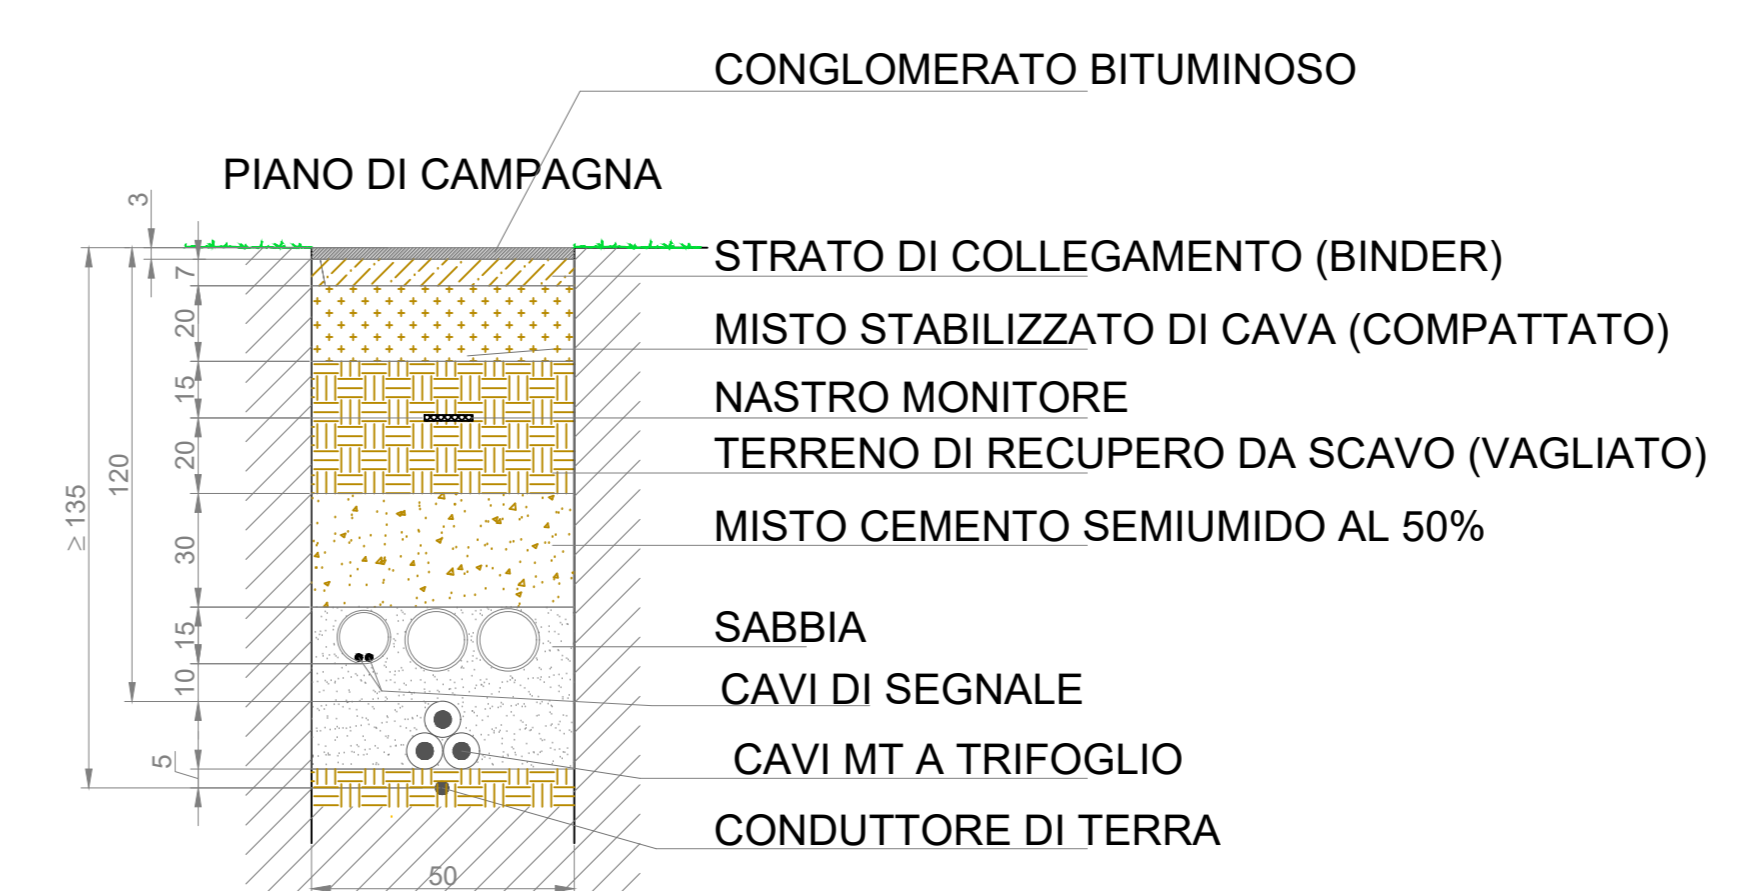 CONGLOMERATO BITUMINOSO
PIANO DI CAMPAGNA
3
STRATO DI COLLEGAMENTO (BINDER)
7
20
MISTO STABILIZZATO DI CAVA (COMPATTATO)
15
NASTRO MONITORE
20
TERRENO DI RECUPERO DA SCAVO (VAGLIATO)
120
≥ 135
MISTO CEMENTO SEMIUMIDO AL 50%
30
15
SABBIA
10
CAVI DI SEGNALE
5
CAVI MT A TRIFOGLIO
CONDUTTORE DI TERRA
50